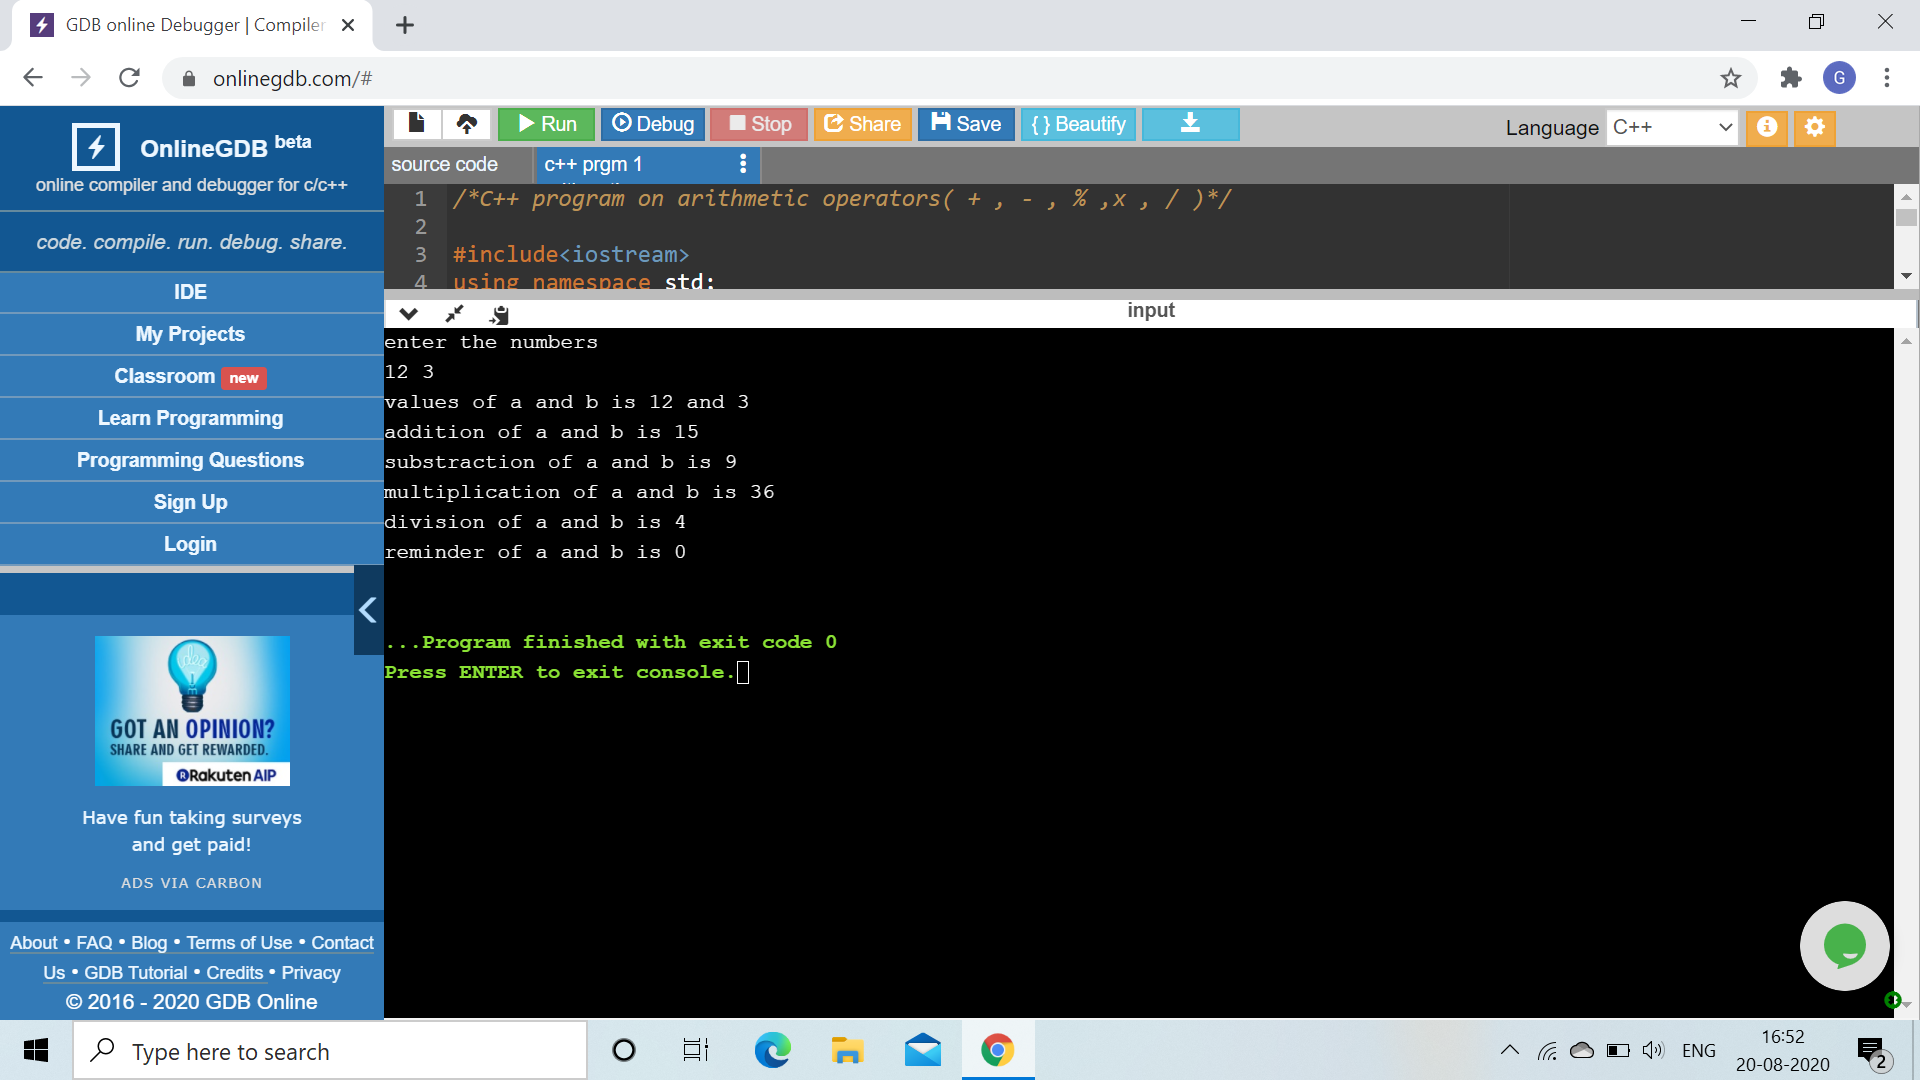 GDB online Debugger | Compiler
onlinegdb.com/#
G
OnlineGDB beta
online compiler and debugger for c/c++
code. compile. run. debug. share.
IDE
My Projects
Classroom new
Learn Programming
Programming Questions
Sign Up
Login
GOT AN OPINION?
SHARE AND GET REWARDED.
Rakuten AIP
Have fun taking surveys
and get paid!
ADS VIA CARBON
About • FAQ • Blog • Terms of Use • Contact
Us • GDB Tutorial • Credits • Privacy
© 2016 - 2020 GDB Online
Run Debug Stop Share Save {} Beautify
Language C++
source code c++ prgm 1
1 /*C++ program on arithmetic operators( + , - , % ,x , / )*/
2
3 #include<iostream>
4 using namespace std;
input
enter the numbers
12 3
values of a and b is 12 and 3
addition of a and b is 15
substraction of a and b is 9
multiplication of a and b is 36
division of a and b is 4
reminder of a and b is 0
...Program finished with exit code 0
Press ENTER to exit console.
Type here to search
ENG
16:52
20-08-2020
2